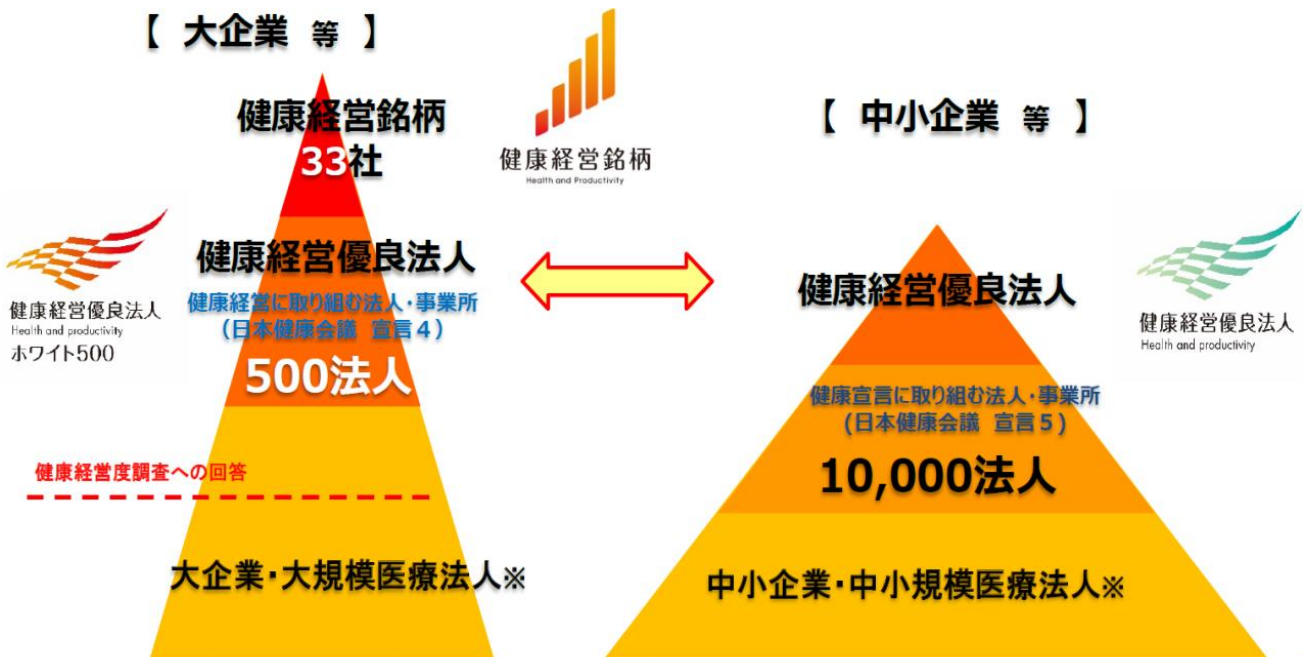 【 大企業 等 】
健康経営銘柄
33社
健康経営銘柄
Health and Productivity
健康経営優良法人
Health and productivity
ホワイト500
健康経営優良法人
健康経営に取り組む法人・事業所
（日本健康会議 宣言４）
500法人
健康経営度調査への回答
大企業・大規模医療法人※
【 中小企業 等 】
健康経営優良法人
健康宣言に取り組む法人・事業所
(日本健康会議 宣言５)
10,000法人
中小企業・中小規模医療法人※
健康経営優良法人
Health and productivity